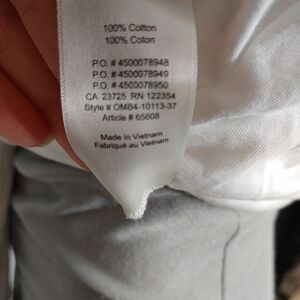 100% Cotton
100% Coton
P.O. # 4500078948
P.O. # 4500078949
P.O. # 4500078950
CA 23725 RN 122354
Style # OMB4-10113-37
Article # 65608
Made in Vietnam
Fabriqué au Vietnam